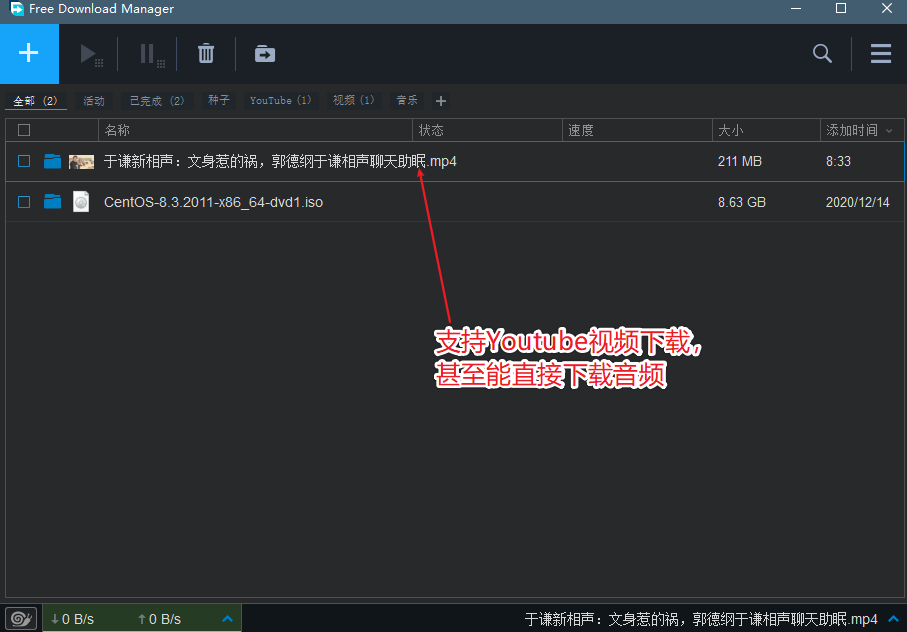 Free Download Manager
全部 (2) 活动 已完成 (2) 种子 YouTube (1) 视频 (1) 音乐
名称 状态 速度 大小 添加时间
于谦新相声：文身惹的祸，郭德纲于谦相声聊天助眠.mp4 211 MB 8:33
CentOS-8.3.2011-x86_64-dvd1.iso 8.63 GB 2020/12/14
支持Youtube视频下载，
甚至能直接下载音频
↓0 B/s ↑0 B/s 于谦新相声：文身惹的祸，郭德纲于谦相声聊天助眠.mp4